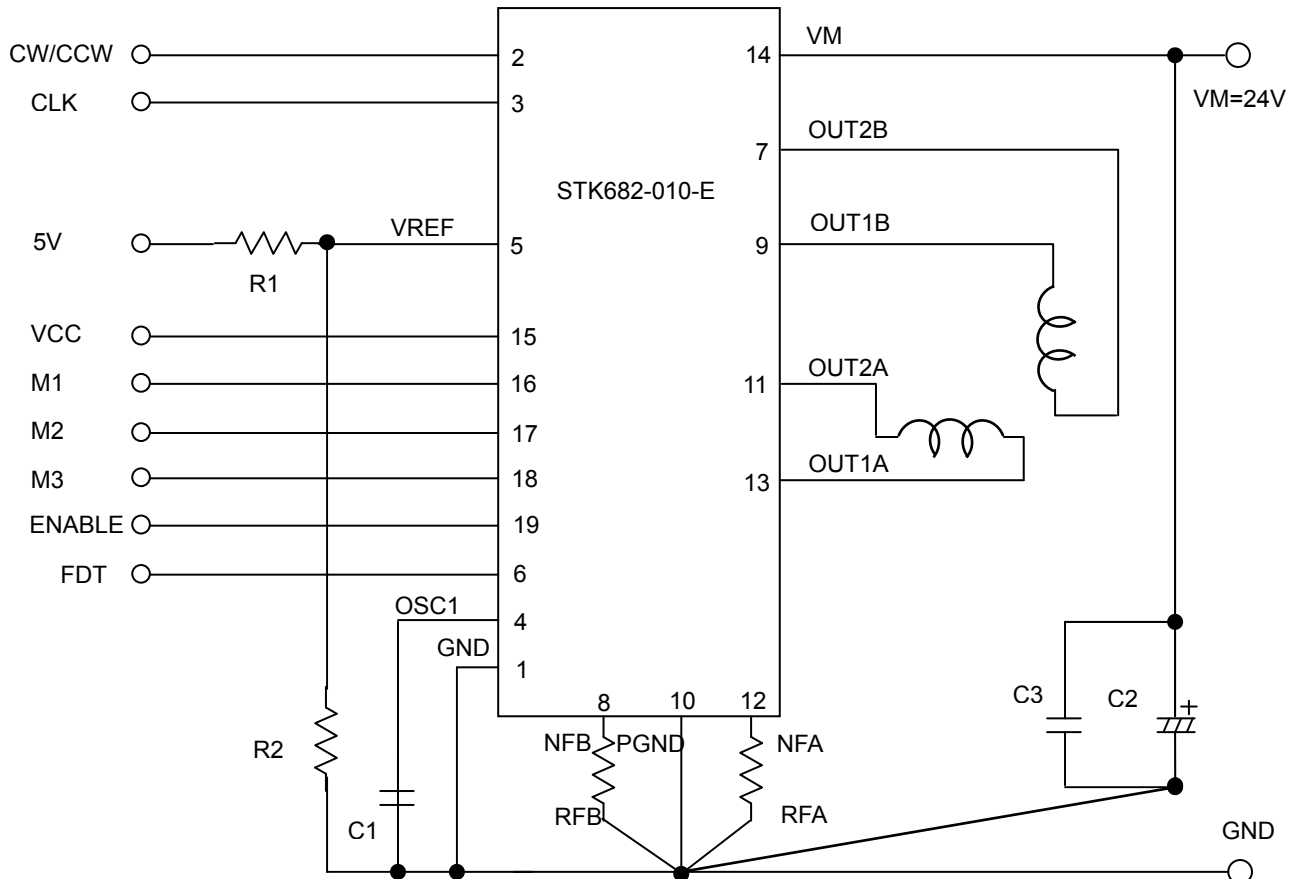 CW/CCW
2
14
VM
CLK
3
VM=24V
7
OUT2B
STK682-010-E
5V
R1
VREF
5
9
OUT1B
VCC
15
M1
16
11
OUT2A
M2
17
M3
18
13
OUT1A
ENABLE
19
FDT
6
OSC1
4
GND
1
8
10
12
C3
C2
+
R2
NFB
PGND
NFA
C1
RFB
RFA
GND